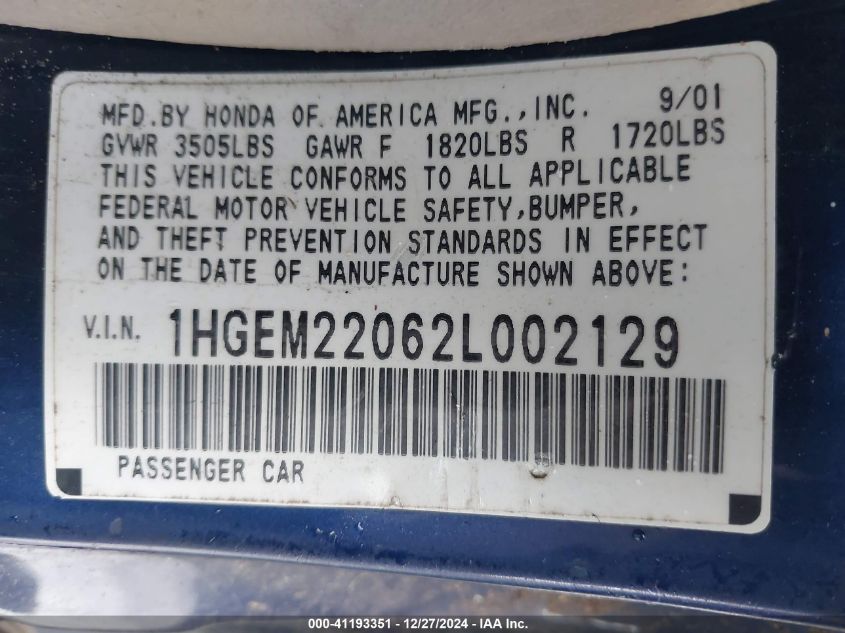 MFD.BY HONDA OF AMERICA MFG.,INC. 9/01
GVWR 3505LBS GAWR F 1820LBS R 1720LBS
THIS VEHICLE CONFORMS TO ALL APPLICABLE
FEDERAL MOTOR VEHICLE SAFETY,BUMPER,
AND THEFT PREVENTION STANDARDS IN EFFECT
ON THE DATE OF MANUFACTURE SHOWN ABOVE:
V.I.N. 1HGEM22062L002129
PASSENGER CAR
000-41193351 - 12/27/2024 - IAA Inc.